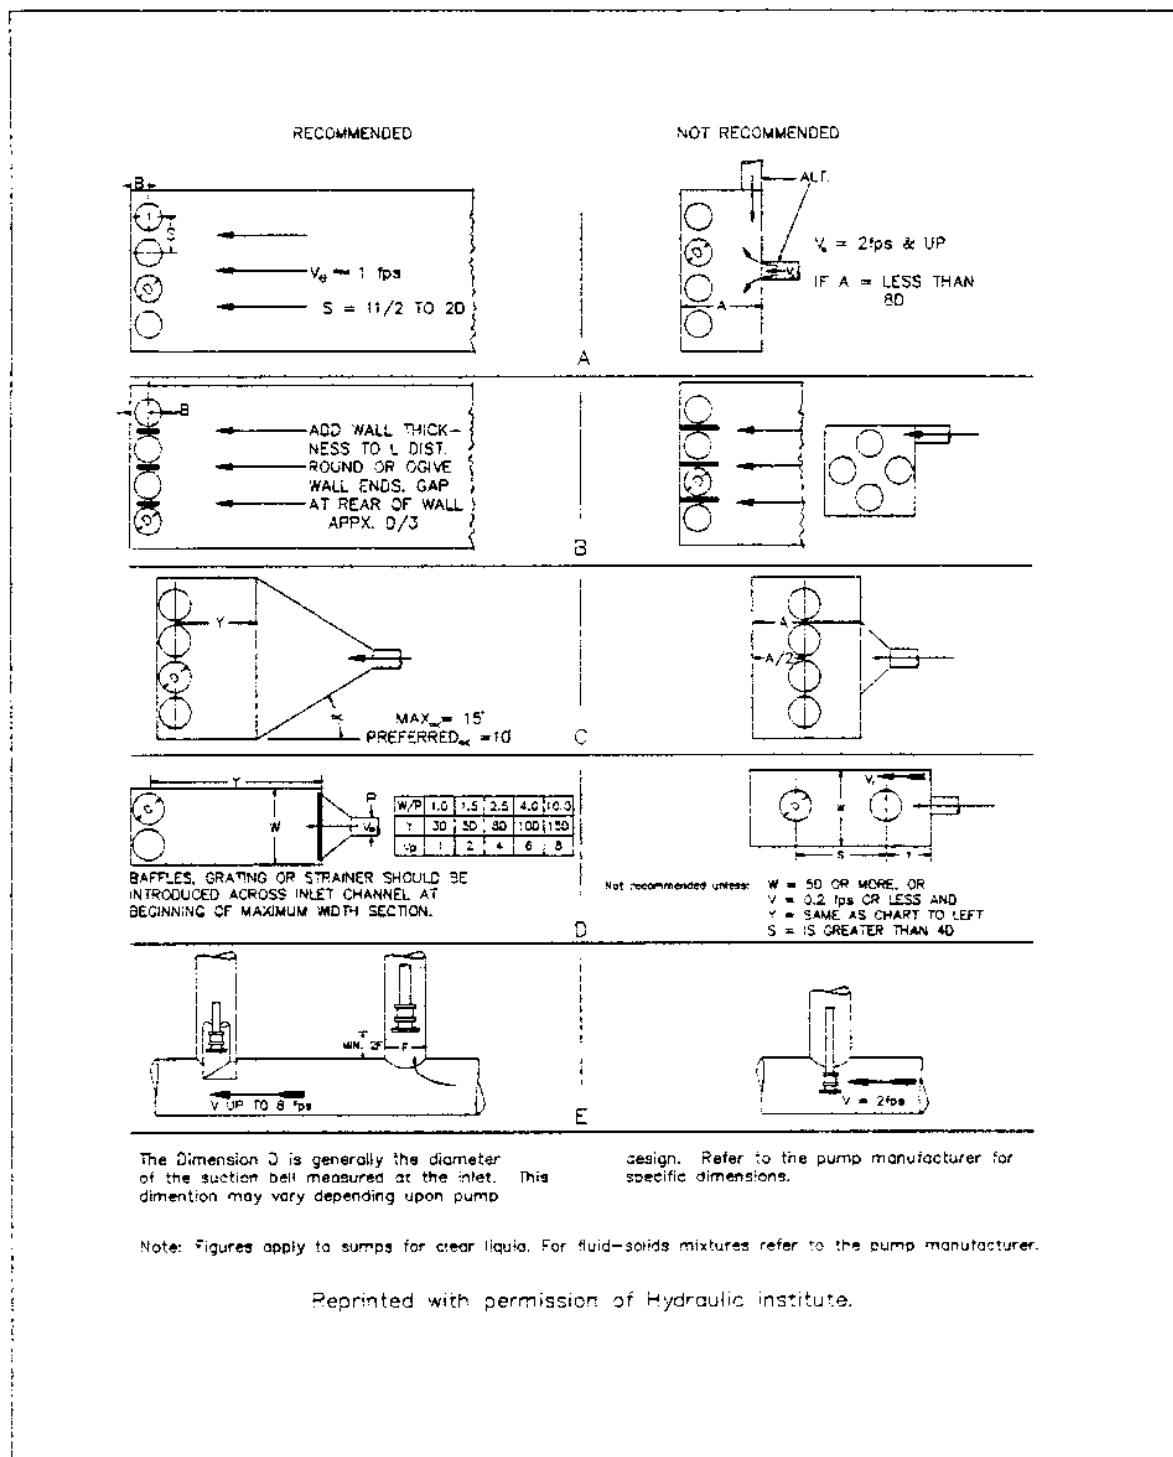 RECOMMENDED
NOT RECOMMENDED
B
S
D
Ve = 1 fps
S = 11/2 TO 2D
A
ALT.
D
A
V
V = 2fps & UP
IF A = LESS THAN
8D
B
D
ADD WALL THICK-
NESS TO L DIST.
ROUND OR OGIVE
WALL ENDS. GAP
AT REAR OF WALL
APPX. D/3
B
D
Y
D
MAX∝= 15°
PREFERRED∝ =10
C
A
A/2
Y
W
P
W/P 1.0 1.5 2.5 4.0 10.0
Y 3D 5D 8D 10D 15D
Vp 1 2 4 6 8
BAFFLES, GRATING OR STRAINER SHOULD BE
INTRODUCED ACROSS INLET CHANNEL AT
BEGINNING OF MAXIMUM WIDTH SECTION.
D
D
W
S
Y
Not recommended unless: W = 5D OR MORE, OR
V = 0.2 fps OR LESS AND
Y = SAME AS CHART TO LEFT
S = IS GREATER THAN 4D
MIN. 2F
F
V UP TO 8 fps
E
V = 2fps
The Dimension D is generally the diameter
of the suction bell measured at the inlet. This
dimention may vary depending upon pump
design. Refer to the pump manufacturer for
specific dimensions.
Note: Figures apply to sumps for clear liquid. For fluid-solids mixtures refer to the pump manufacturer.
Reprinted with permission of Hydraulic institute.